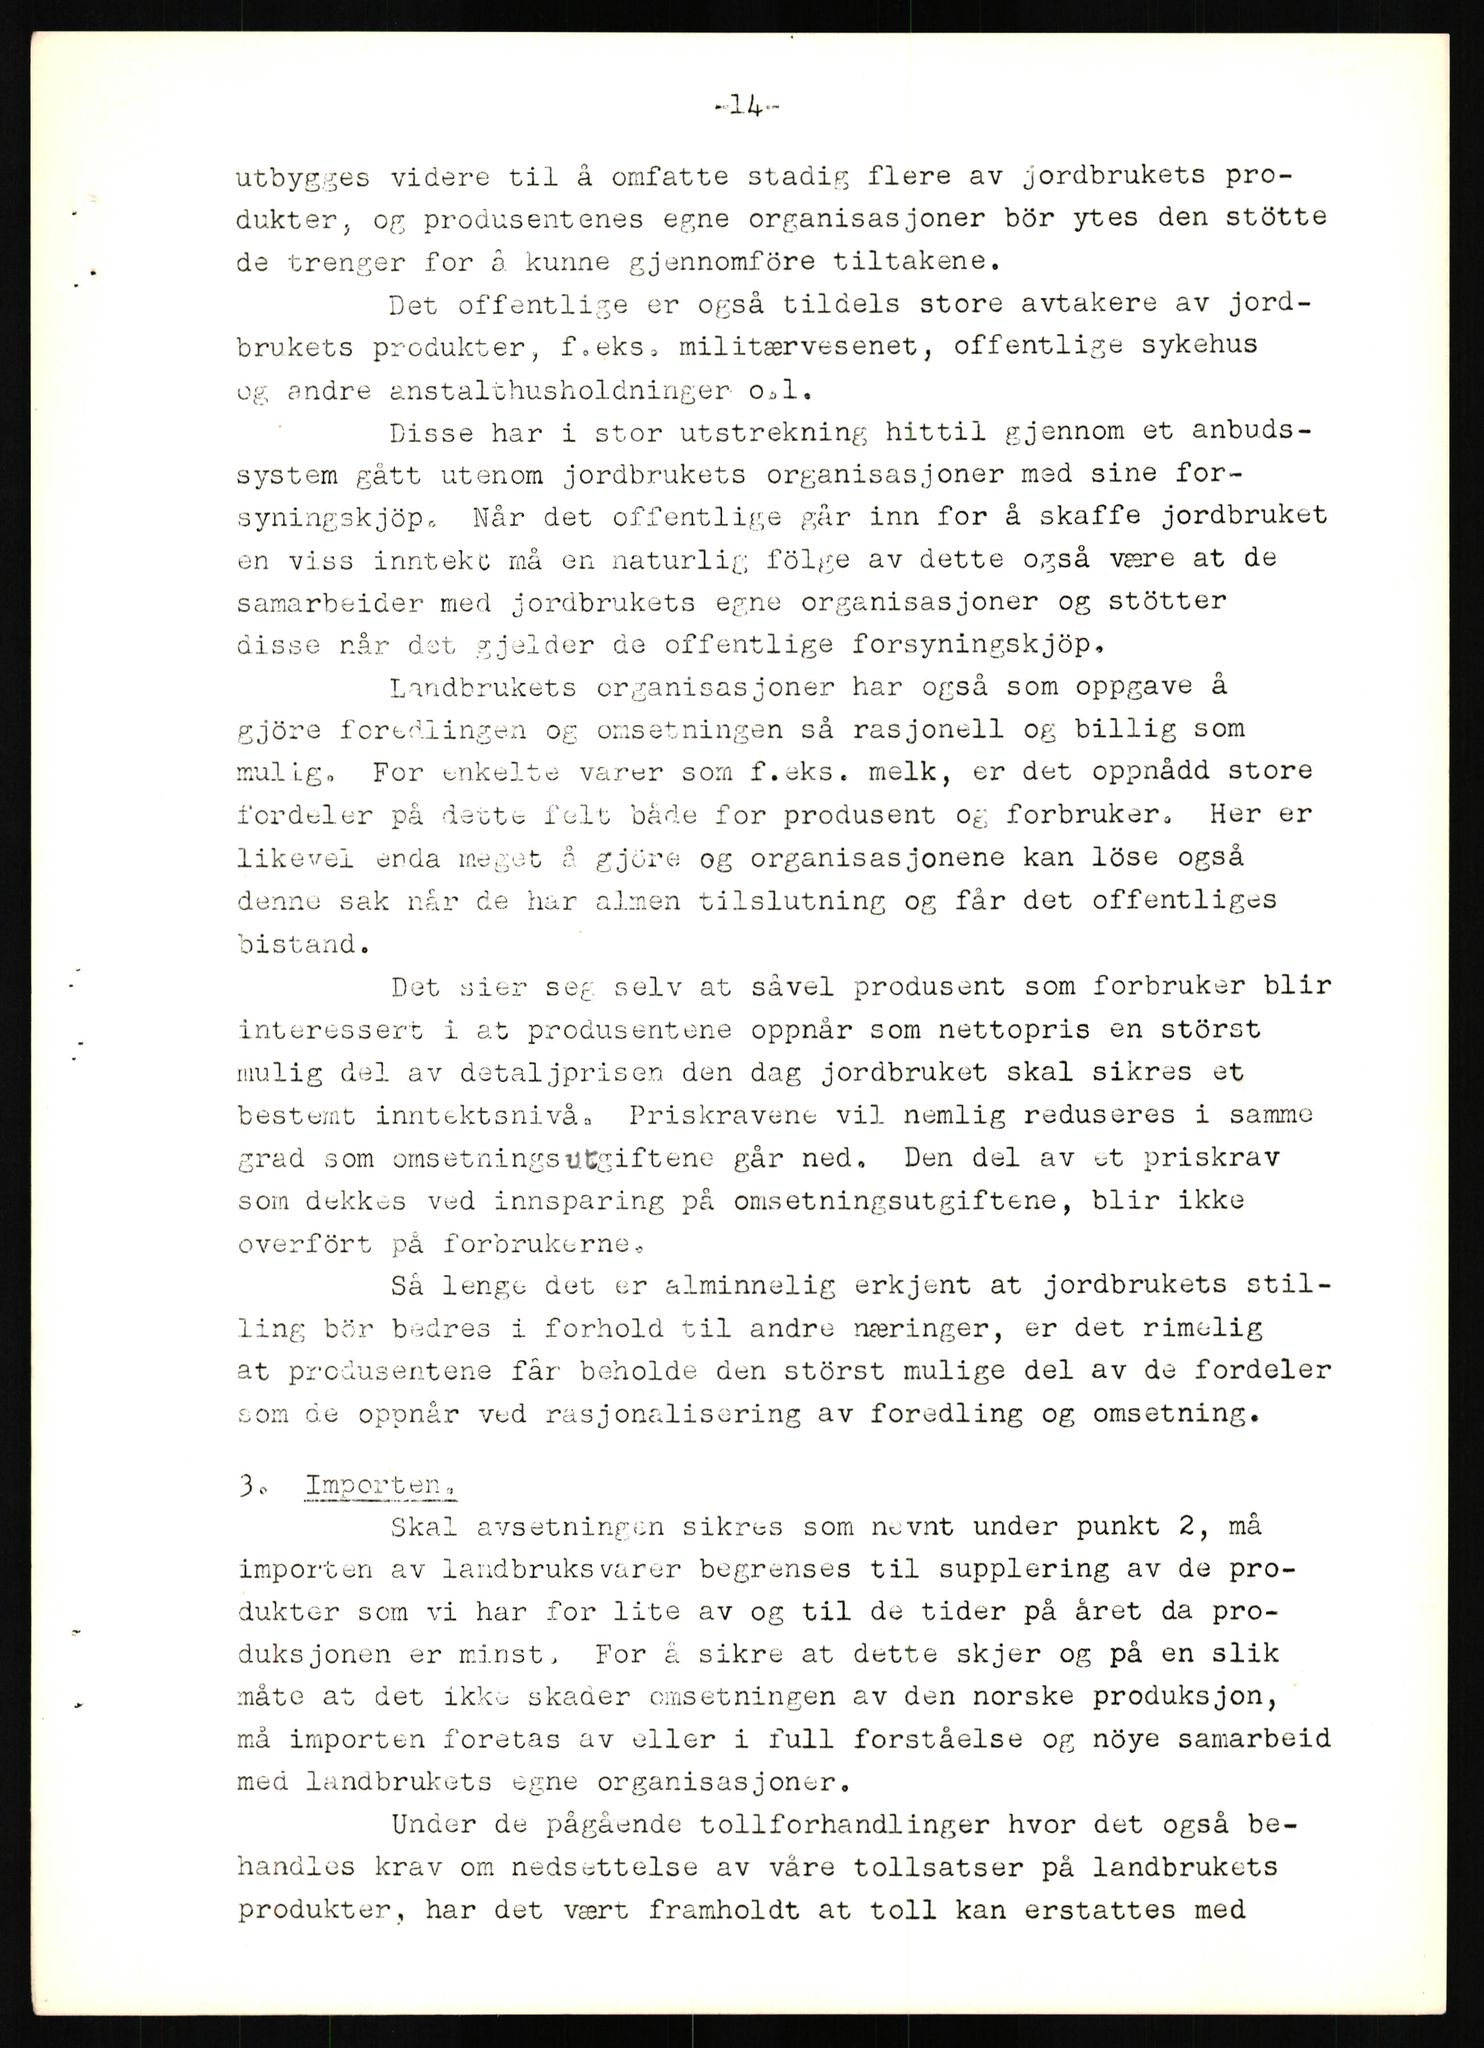 -14-
utbygges videre til å omfatte stadig flere av jordbrukets pro-
dukter, og produsentenes egne organisasjoner bör ytes den stötte
de trenger for å kunne gjennomföre tiltakene.
Det offentlige er også tildels store avtakere av jord-
brukets produkter, f.eks. militærvesenet, offentlige sykehus
og andre anstalthusholdninger o.l.
Disse har i stor utstrekning hittil gjennom et anbuds-
system gått utenom jordbrukets organisasjoner med sine for-
syningskjöp. Når det offentlige går inn for å skaffe jordbruket
en viss inntekt må en naturlig fölge av dette også være at de
samarbeider med jordbrukets egne organisasjoner og stötter
disse når det gjelder de offentlige forsyningskjöp.
Landbrukets organisasjoner har også som oppgave å
gjöre foredlingen og omsetningen så rasjonell og billig som
mulig. For enkelte varer som f.eks. melk, er det oppnådd store
fordeler på dette felt både for produsent og forbruker. Her er
likevel enda meget å gjöre og organisasjonene kan löse også
denne sak når de har almen tilslutning og får det offentliges
bistand.
Det sier seg selv at såvel produsent som forbruker blir
interessert i at produsentene oppnår som nettopris en störst
mulig del av detaljprisen den dag jordbruket skal sikres et
bestemt inntektsnivå. Priskravene vil nemlig reduseres i samme
grad som omsetningsutgiftene går ned. Den del av et priskrav
som dekkes ved innsparing på omsetningsutgiftene, blir ikke
overfört på forbrukerne.
Så lenge det er alminnelig erkjent at jordbrukets stil-
ling bör bedres i forhold til andre næringer, er det rimelig
at produsentene får beholde den störst mulige del av de fordeler
som de oppnår ved rasjonalisering av foredling og omsetning.
3. Importen.
Skal avsetningen sikres som nevnt under punkt 2, må
importen av landbruksvarer begrenses til supplering av de pro-
dukter som vi har for lite av og til de tider på året da pro-
duksjonen er minst. For å sikre at dette skjer og på en slik
måte at det ikke skader omsetningen av den norske produksjon,
må importen foretas av eller i full forståelse og nöye samarbeid
med landbrukets egne organisasjoner.
Under de pågående tollforhandlinger hvor det også be-
handles krav om nedsettelse av våre tollsatser på landbrukets
produkter, har det vært framholdt at toll kan erstattes med